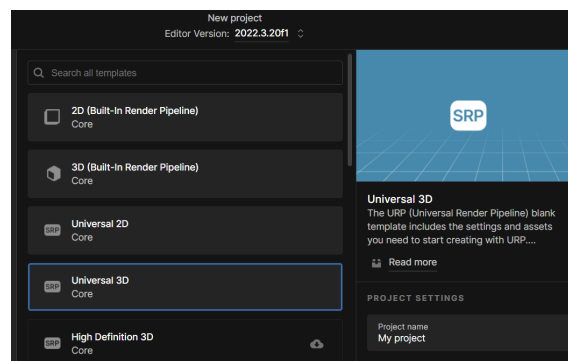 New project
Editor Version: 2022.3.20f1
Search all templates
2D (Built-In Render Pipeline)
Core
3D (Built-In Render Pipeline)
Core
SRP
Universal 2D
Core
SRP
Universal 3D
Core
SRP
High Definition 3D
Core
SRP
Universal 3D
The URP (Universal Render Pipeline) blank
template includes the settings and assets
you need to start creating with URP....
Read more
PROJECT SETTINGS
Project name
My project